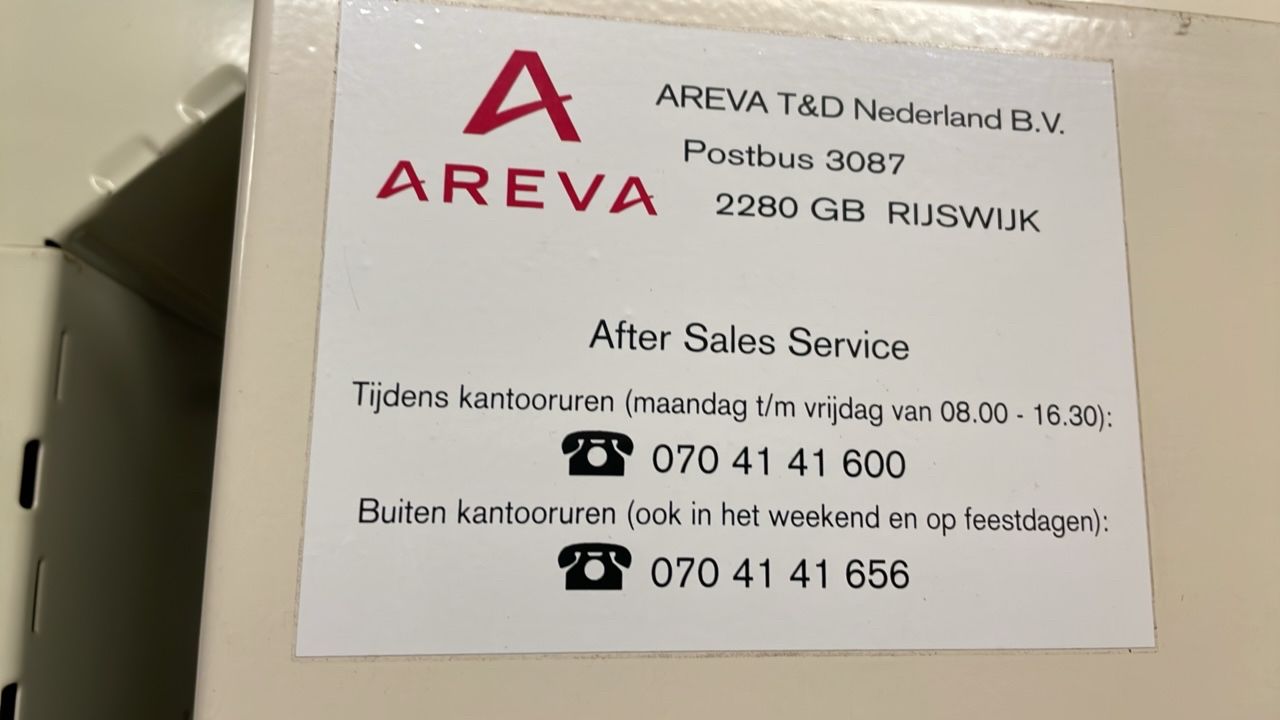 AREVA
AREVA T&D Nederland B.V.
Postbus 3087
2280 GB RIJSWIJK
After Sales Service
Tijdens kantooruren (maandag t/m vrijdag van 08.00 - 16.30):
☎ 070 41 41 600
Buiten kantooruren (ook in het weekend en op feestdagen):
☎ 070 41 41 656